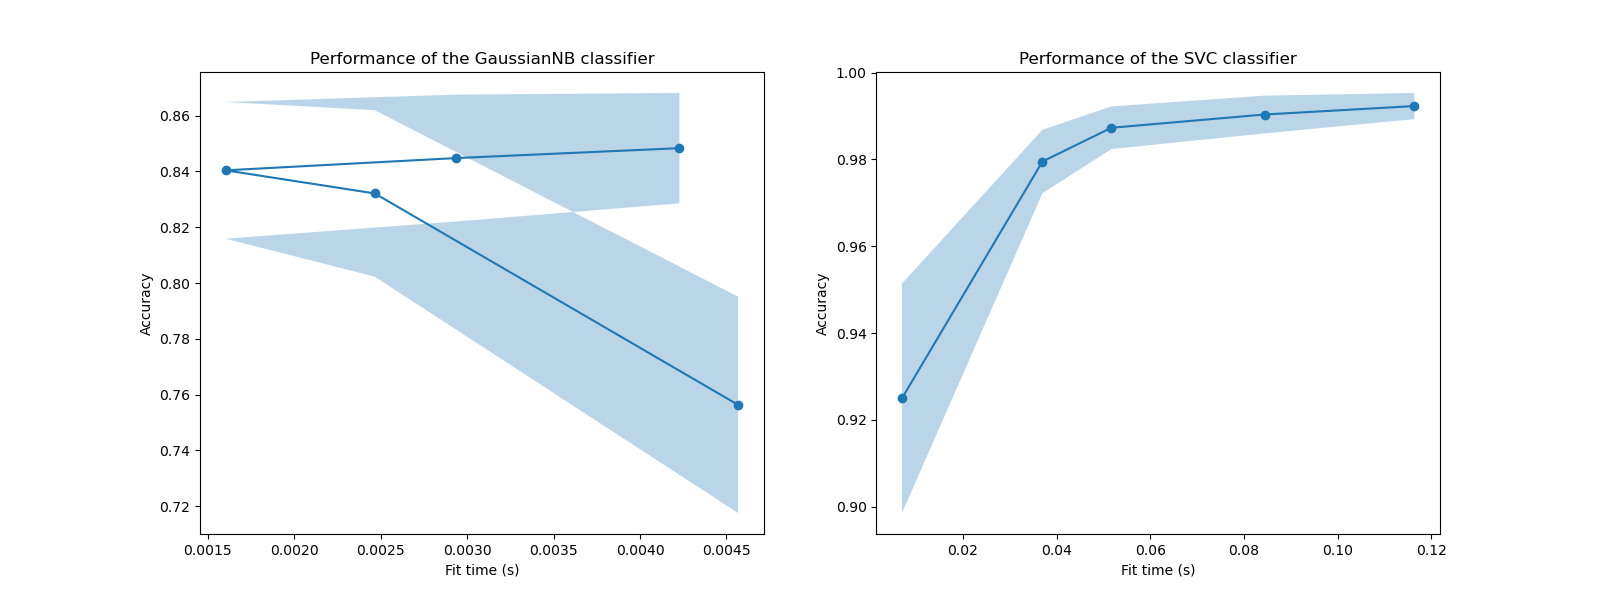 Performance of the GaussianNB classifier
Accuracy
0.86
0.84
0.82
0.80
0.78
0.76
0.74
0.72
0.0015 0.0020 0.0025 0.0030 0.0035 0.0040 0.0045
Fit time (s)
Performance of the SVC classifier
Accuracy
1.00
0.98
0.96
0.94
0.92
0.90
0.02 0.04 0.06 0.08 0.10 0.12
Fit time (s)